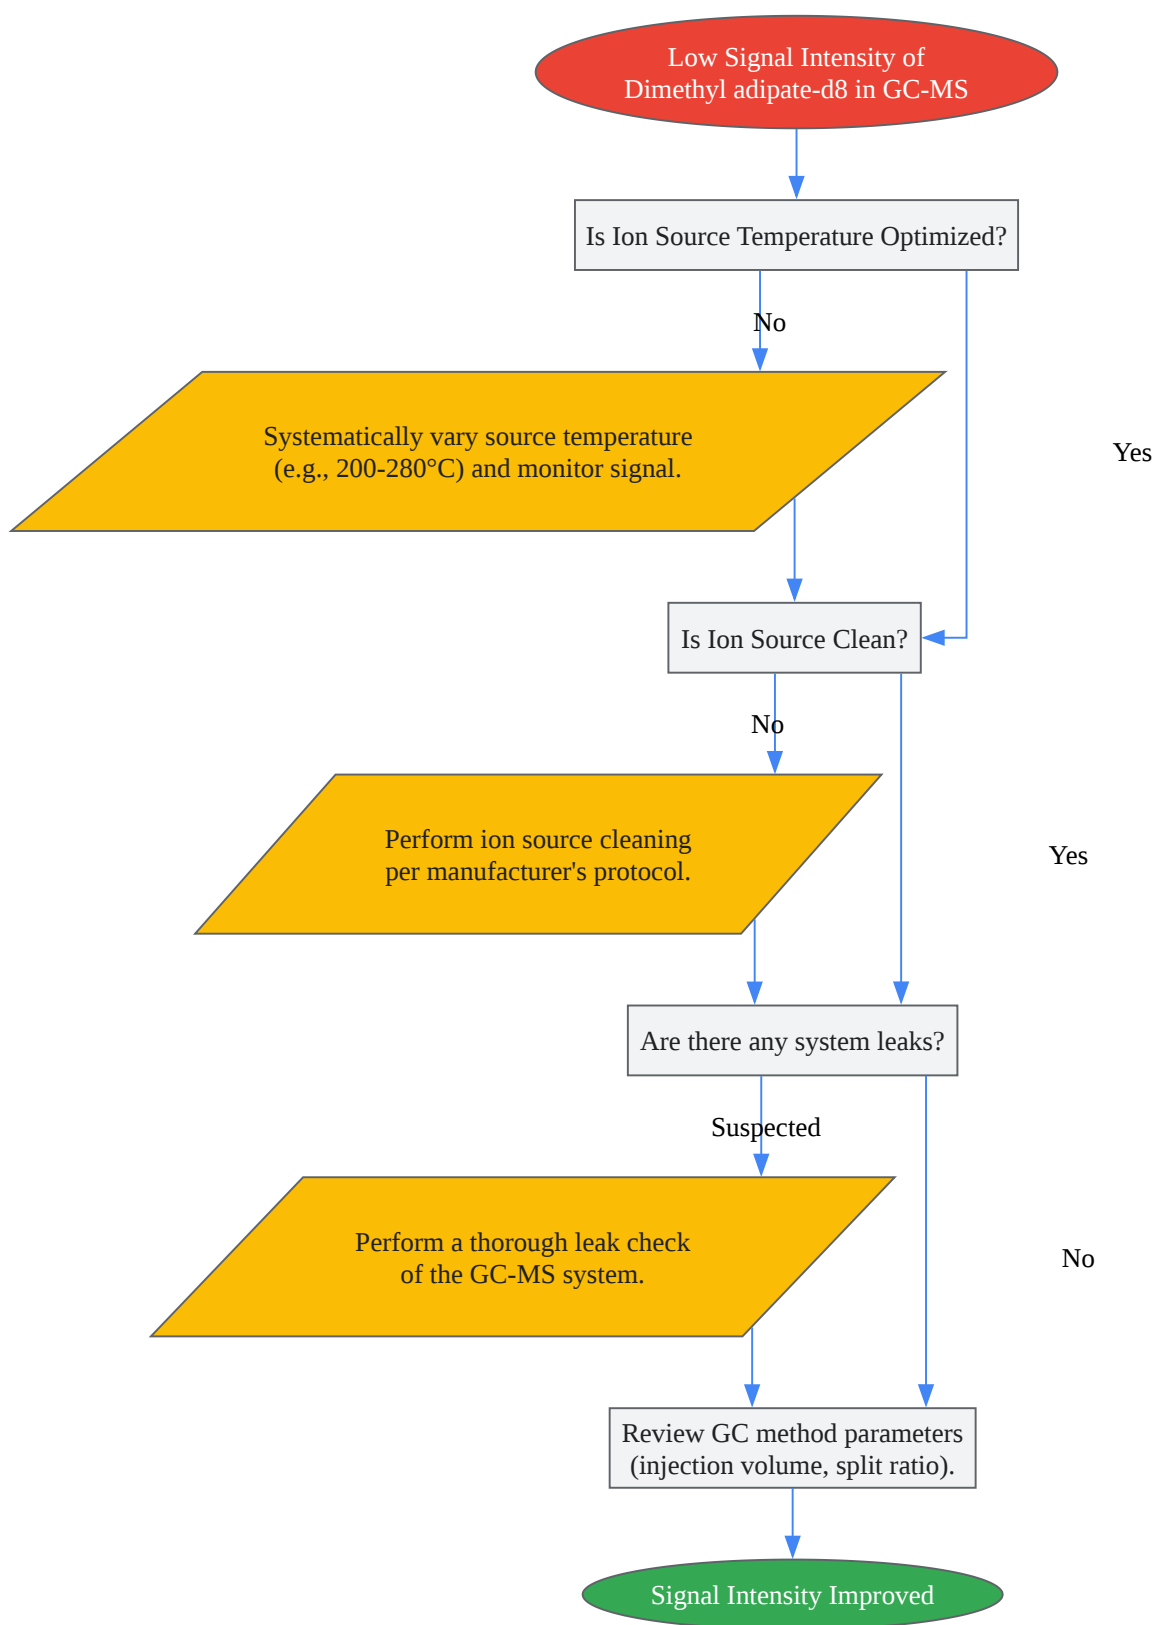 Low Signal Intensity of
Dimethyl adipate-d8 in GC-MS
Is Ion Source Temperature Optimized?
No
Systematically vary source temperature
(e.g., 200-280°C) and monitor signal.
Yes
Is Ion Source Clean?
No
Perform ion source cleaning
per manufacturer's protocol.
Yes
Are there any system leaks?
Suspected
Perform a thorough leak check
of the GC-MS system.
No
Review GC method parameters
(injection volume, split ratio).
Signal Intensity Improved